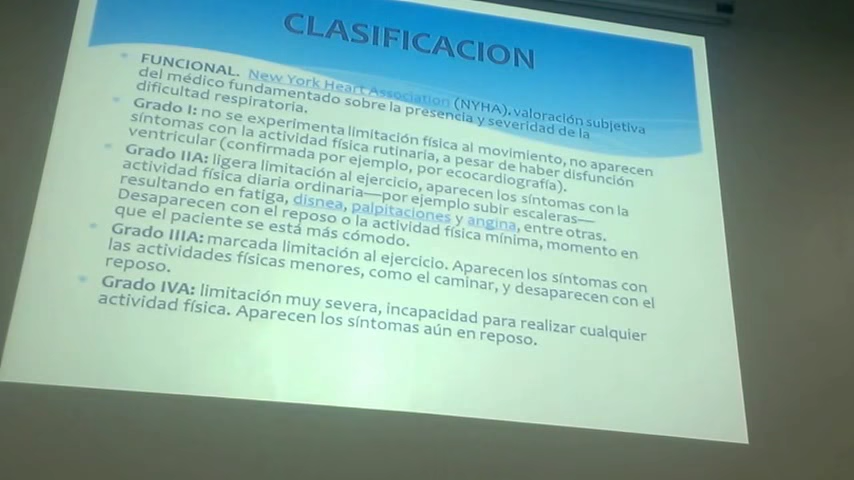 CLASIFICACION
FUNCIONAL. New York Heart Association (NYHA). valoración subjetiva
del médico fundamentado sobre la presencia y severidad de la
dificultad respiratoria.
Grado I: no se experimenta limitación física al movimiento, no aparecen
síntomas con la actividad física rutinaria, a pesar de haber disfunción
ventricular (confirmada por ejemplo, por ecocardiografía).
Grado IIA: ligera limitación al ejercicio, aparecen los síntomas con la
actividad física diaria ordinaria—por ejemplo subir escaleras—
resultando en fatiga, disnea, palpitaciones y angina, entre otras.
Desaparecen con el reposo o la actividad física mínima, momento en
que el paciente se está más cómodo.
Grado IIIA: marcada limitación al ejercicio. Aparecen los síntomas con
las actividades físicas menores, como el caminar, y desaparecen con el
reposo.
Grado IVA: limitación muy severa, incapacidad para realizar cualquier
actividad física. Aparecen los síntomas aún en reposo.